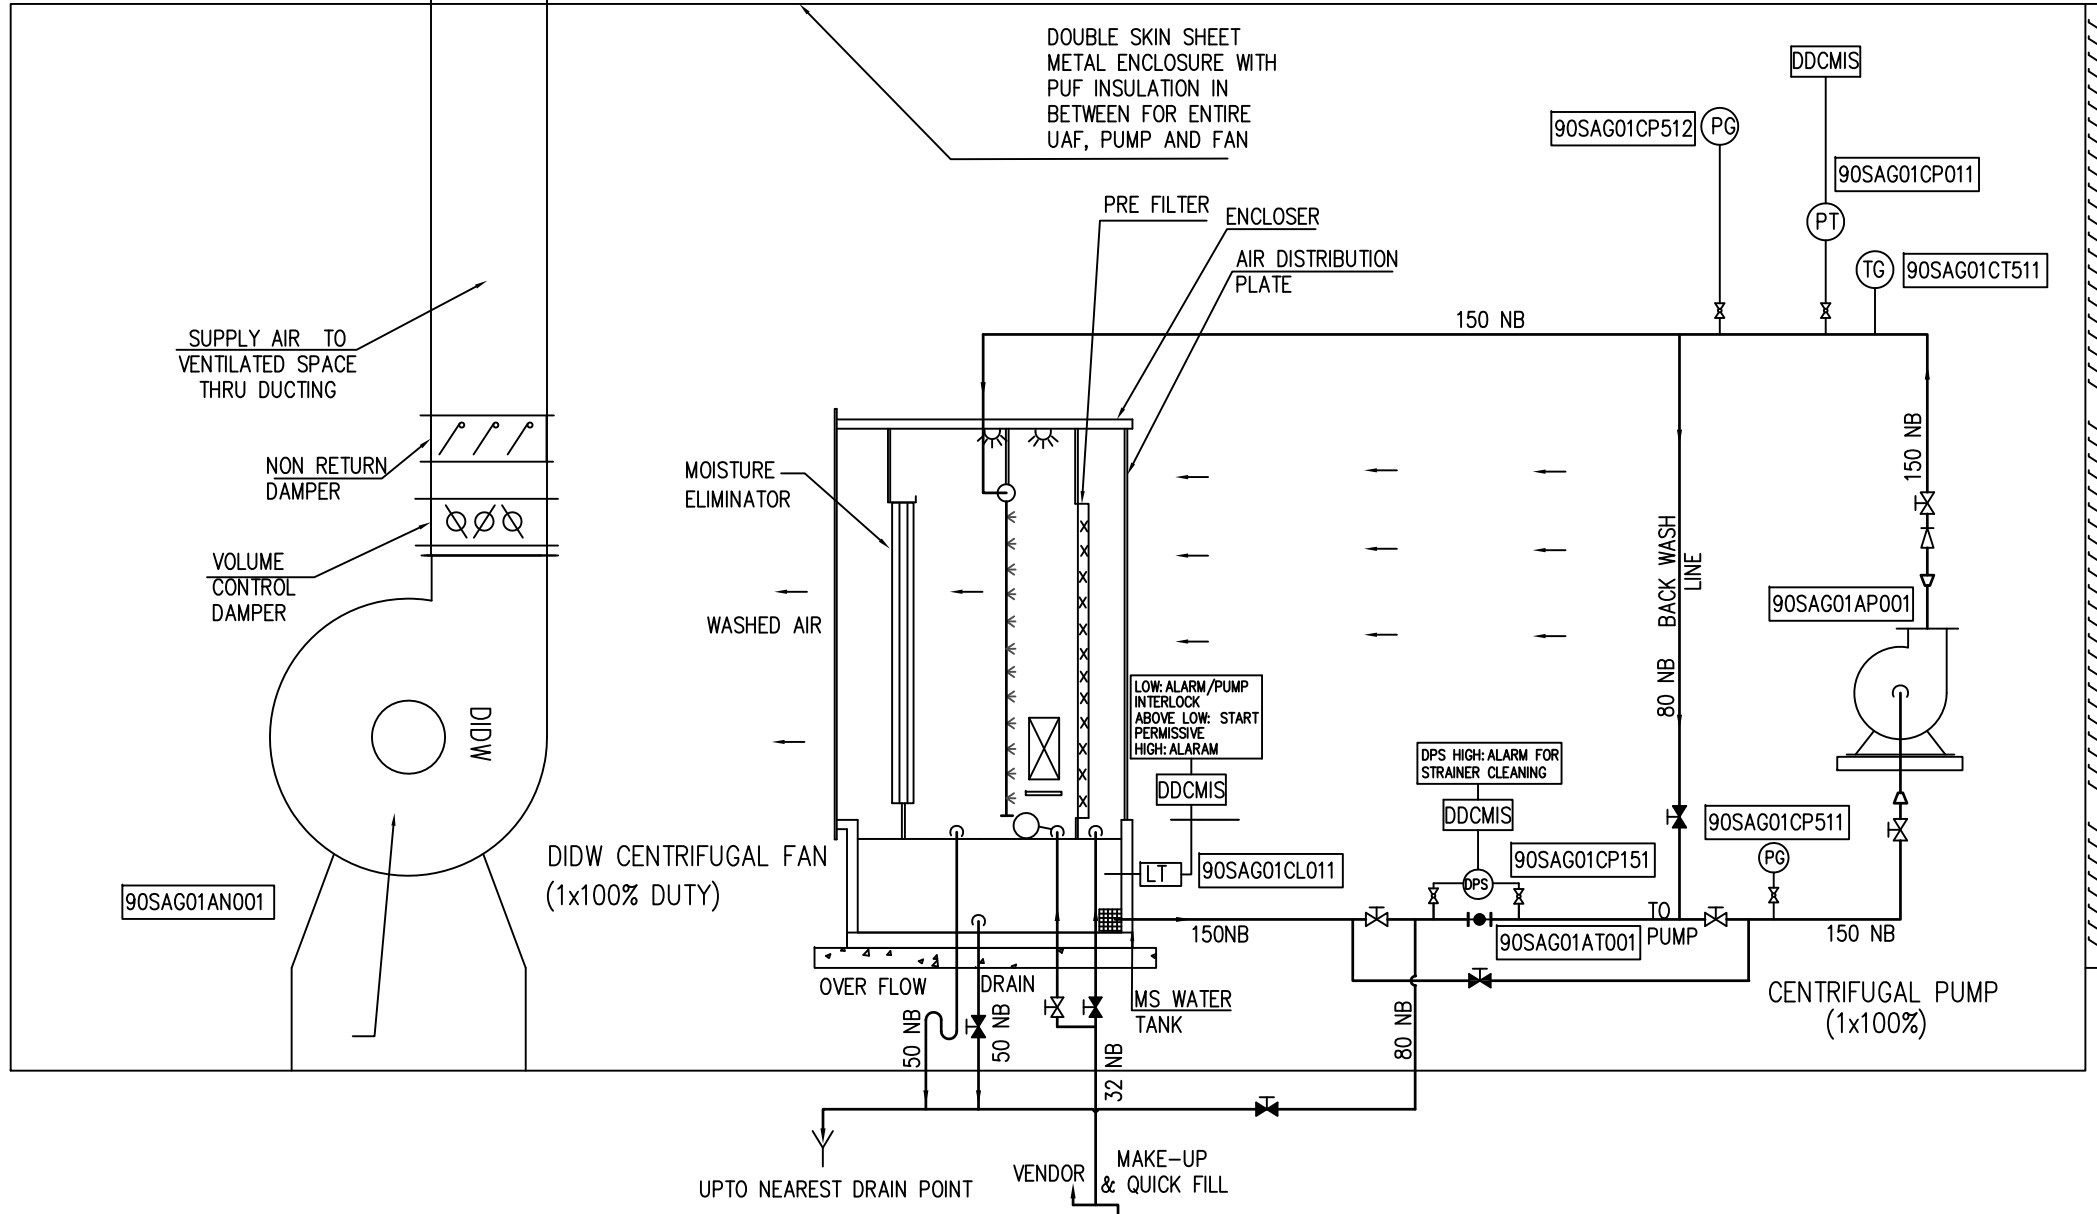 DOUBLE SKIN SHEET
METAL ENCLOSURE WITH
PUF INSULATION IN
BETWEEN FOR ENTIRE
UAF, PUMP AND FAN
DDCMIS
90SAG01CP512
PG
90SAG01CP011
PT
TG
90SAG01CT511
PRE FILTER
ENCLOSER
AIR DISTRIBUTION
PLATE
150 NB
SUPPLY AIR TO
VENTILATED SPACE
THRU DUCTING
NON RETURN
DAMPER
VOLUME
CONTROL
DAMPER
MOISTURE
ELIMINATOR
WASHED AIR
150 NB
80 NB BACK WASH
LINE
90SAG01AP001
DIDW
LOW: ALARM/PUMP
INTERLOCK
ABOVE LOW: START
PERMISSIVE
HIGH: ALARAM
DDCMIS
DPS HIGH: ALARM FOR
STRAINER CLEANING
DDCMIS
90SAG01CP511
PG
DIDW CENTRIFUGAL FAN
(1x100% DUTY)
90SAG01AN001
LT
90SAG01CL011
DPS
90SAG01CP151
150NB
90SAG01AT001
TO
PUMP
150 NB
OVER FLOW
DRAIN
MS WATER
TANK
CENTRIFUGAL PUMP
(1x100%)
50 NB
50 NB
32 NB
80 NB
UPTO NEAREST DRAIN POINT
VENDOR
MAKE-UP
& QUICK FILL